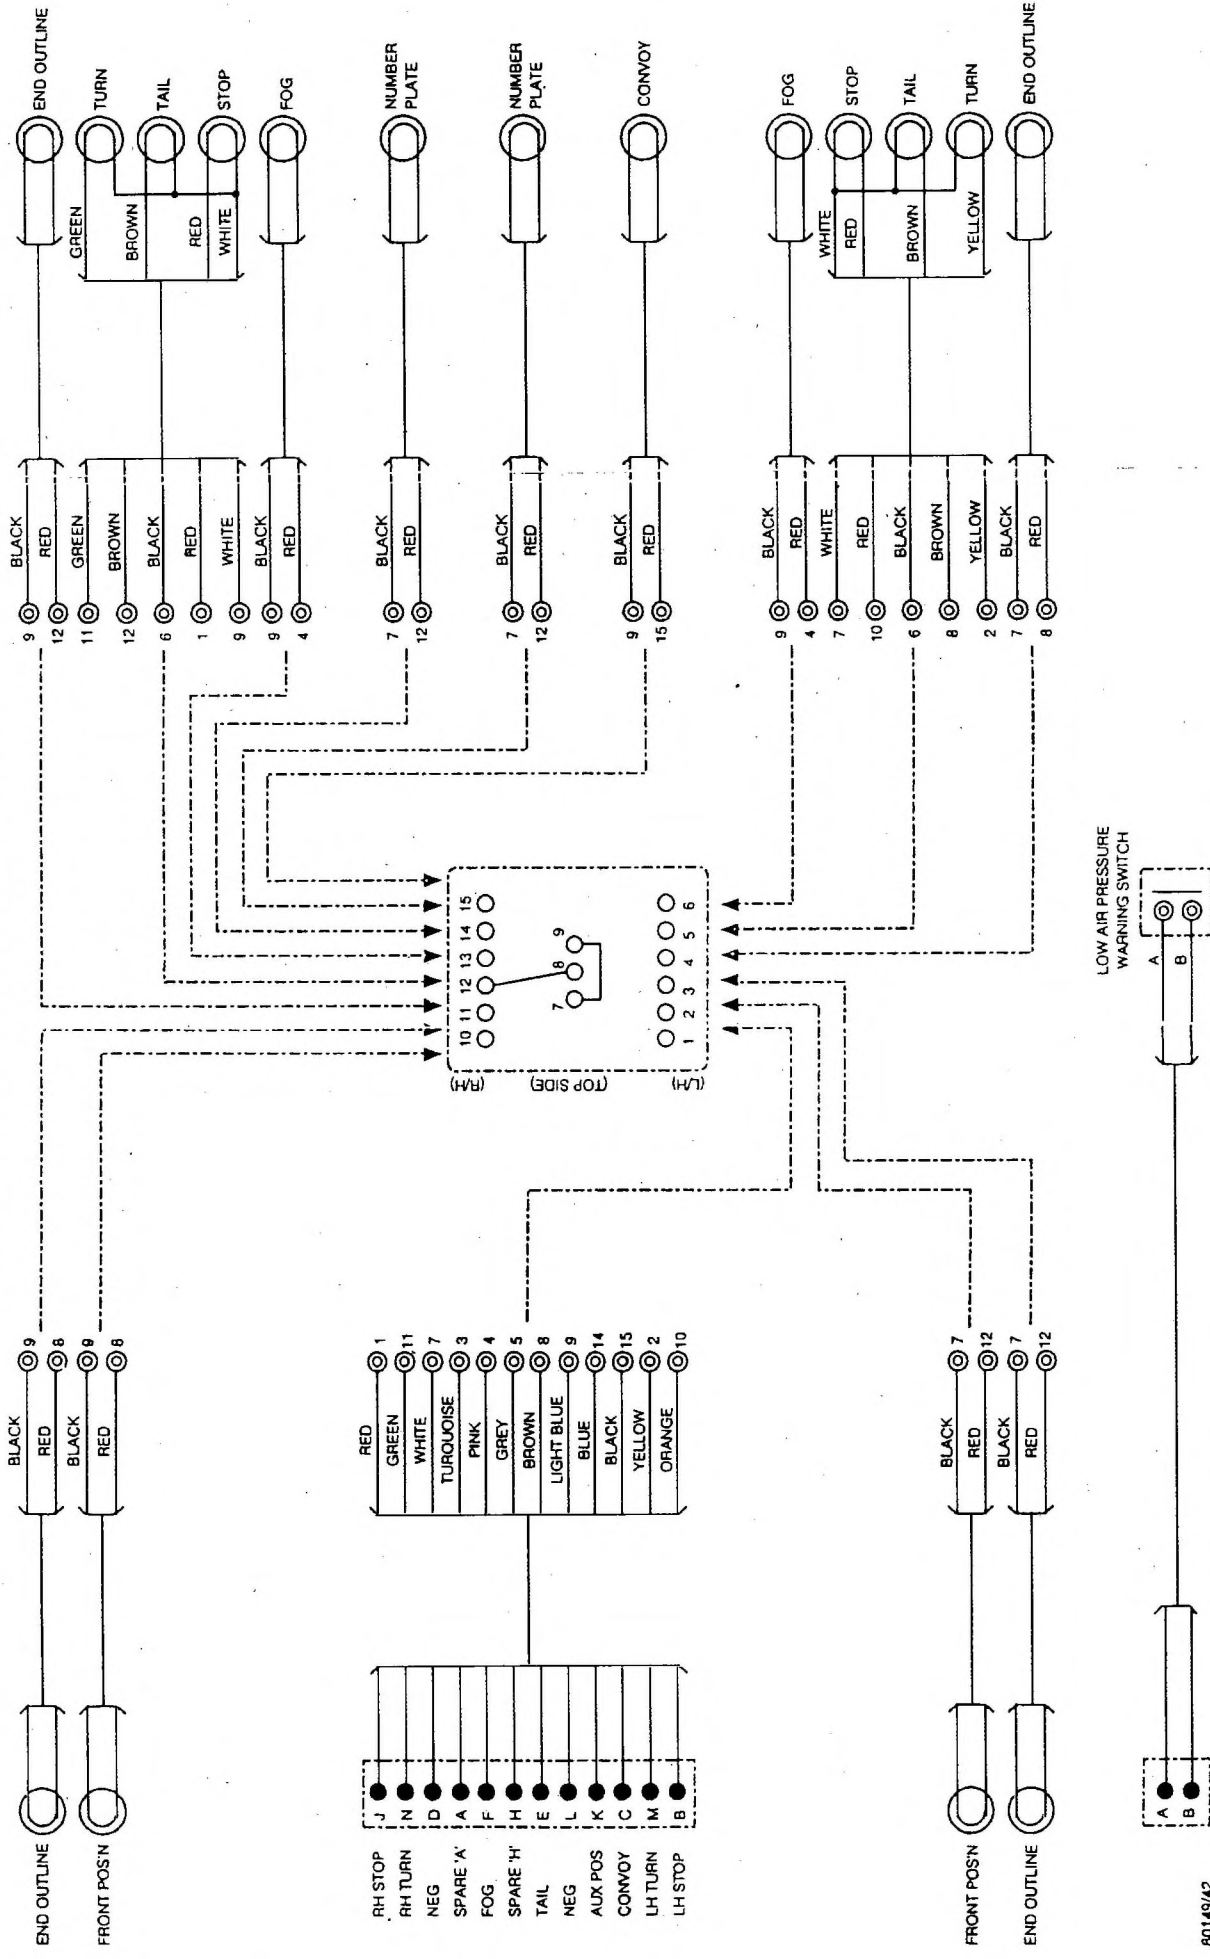 END OUTLINE
TURN
TAIL
STOP
FOG
NUMBER
PLATE
NUMBER
PLATE
CONVOY
FOG
STOP
TAIL
TURN
END OUTLINE
GREEN
BROWN
RED
WHITE
WHITE
RED
BROWN
YELLOW
BLACK
RED
GREEN
BROWN
BLACK
RED
WHITE
BLACK
RED
BLACK
RED
BLACK
RED
BLACK
RED
BLACK
RED
WHITE
RED
BLACK
BROWN
YELLOW
BLACK
RED
9
12
11
12
6
1
9
9
4
7
12
7
12
9
15
9
4
7
10
6
8
2
7
8
15
14
13
12
11
10
9
8
7
6
5
4
3
2
1
(R/H)
(TOP SIDE)
(L/H)
LOW AIR PRESSURE
WARNING SWITCH
A
B
9
8
9
8
1
11
7
3
4
5
8
9
14
15
2
10
7
12
7
12
BLACK
RED
BLACK
RED
RED
GREEN
WHITE
TURQUOISE
PINK
GREY
BROWN
LIGHT BLUE
BLUE
BLACK
YELLOW
ORANGE
BLACK
RED
BLACK
RED
J
N
D
A
F
H
E
L
K
C
M
B
A
B
END OUTLINE
FRONT POS'N
RH STOP
RH TURN
NEG
SPARE 'A'
FOG
SPARE 'H'
TAIL
NEG
AUX POS
CONVOY
LH TURN
LH STOP
FRONT POS'N
END OUTLINE
80149/42